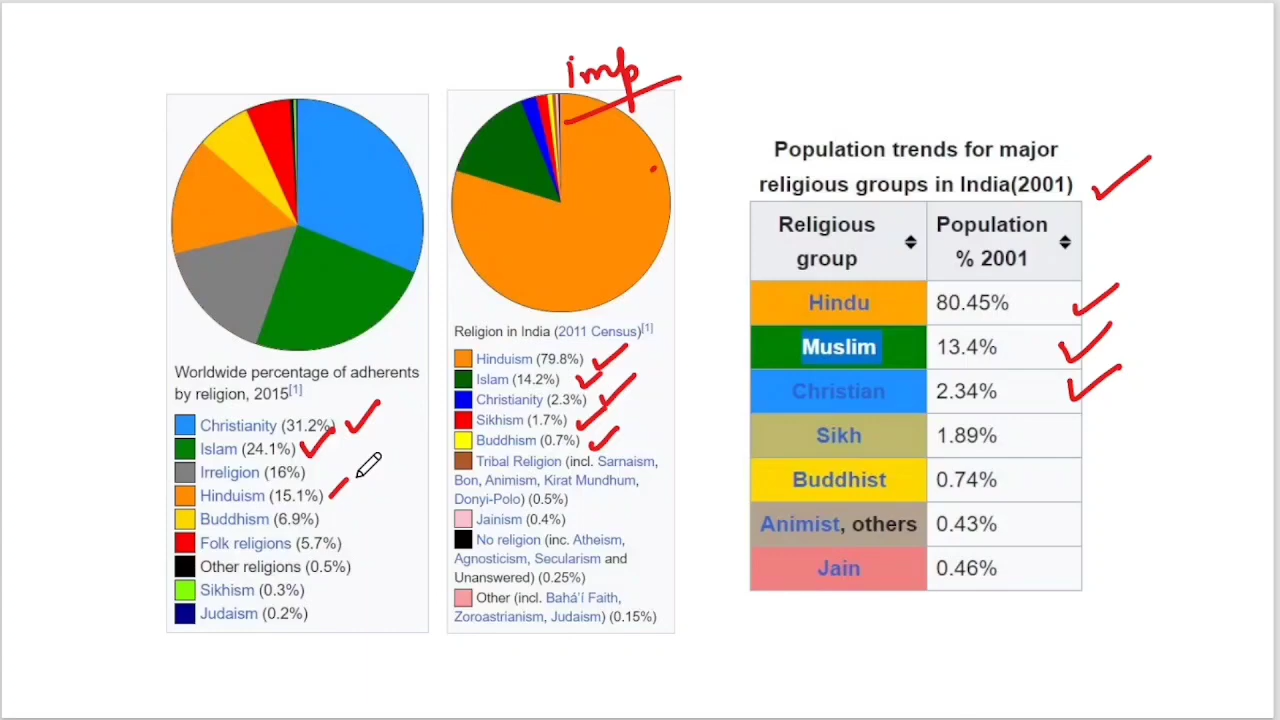 imp
Worldwide percentage of adherents
by religion, 2015[1]
Christianity (31.2%)
Islam (24.1%)
Irreligion (16%)
Hinduism (15.1%)
Buddhism (6.9%)
Folk religions (5.7%)
Other religions (0.5%)
Sikhism (0.3%)
Judaism (0.2%)
Religion in India (2011 Census)[1]
Hinduism (79.8%)
Islam (14.2%)
Christianity (2.3%)
Sikhism (1.7%)
Buddhism (0.7%)
Tribal Religion (incl. Sarnaism,
Bon, Animism, Kirat Mundhum,
Donyi-Polo) (0.5%)
Jainism (0.4%)
No religion (inc. Atheism,
Agnosticism, Secularism and
Unanswered) (0.25%)
Other (incl. Bahá'í Faith,
Zoroastrianism, Judaism) (0.15%)
Population trends for major
religious groups in India(2001)
Religious group Population % 2001
Hindu 80.45%
Muslim 13.4%
Christian 2.34%
Sikh 1.89%
Buddhist 0.74%
Animist, others 0.43%
Jain 0.46%